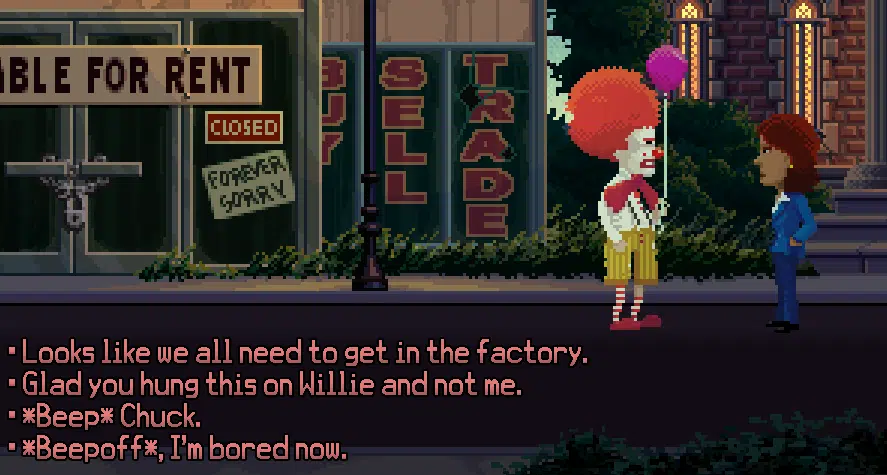 ABLE FOR RENT
CLOSED
FOREVER
SORRY
BUY
SELL
TRADE
• Looks like we all need to get in the factory.
• Glad you hung this on Willie and not me.
• *Beep* Chuck.
• *Beepoff*, I'm bored now.